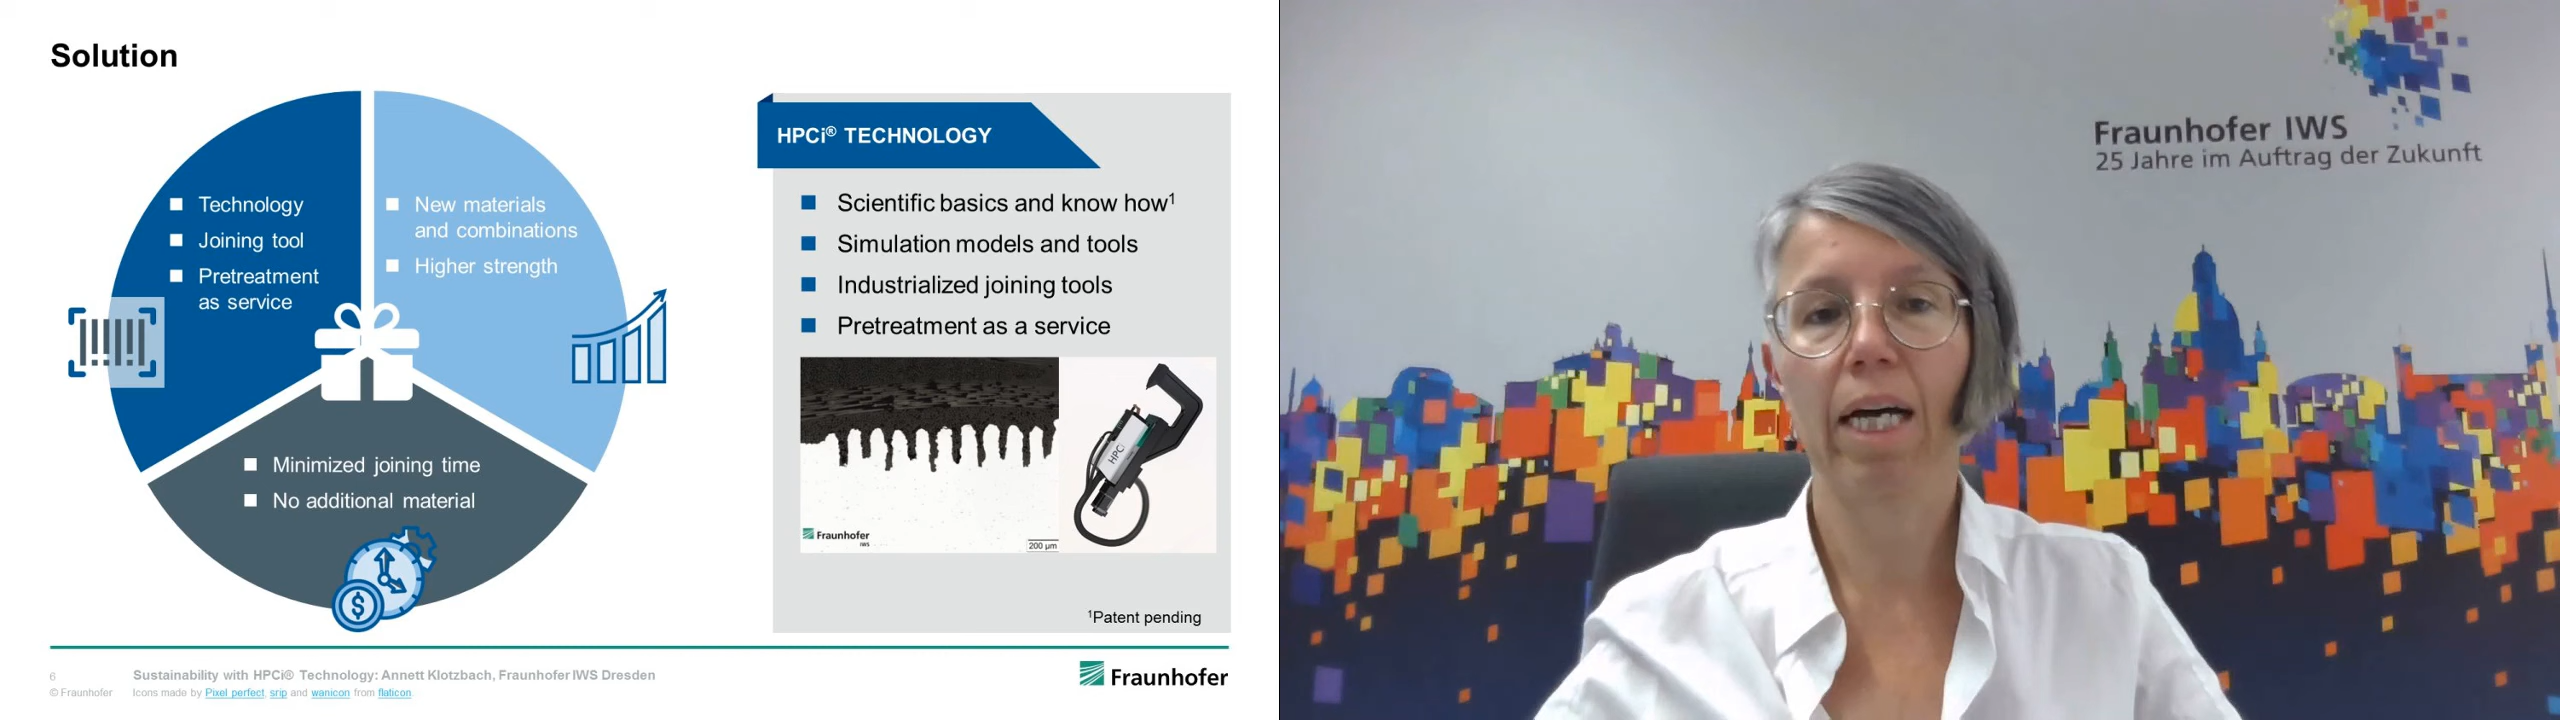 Solution
Technology
Joining tool
Pretreatment
as service
New materials
and combinations
Higher strength
Minimized joining time
No additional material
$
HPCi® TECHNOLOGY
Scientific basics and know how¹
Simulation models and tools
Industrialized joining tools
Pretreatment as a service
HPCi
Fraunhofer
IWS
200 µm
¹Patent pending
6
Sustainability with HPCi® Technology: Annett Klotzbach, Fraunhofer IWS Dresden
© Fraunhofer
Icons made by Pixel perfect srip and wanicon from flaticon
Fraunhofer
Fraunhofer IWS
25 Jahre im Auftrag der Zukunft